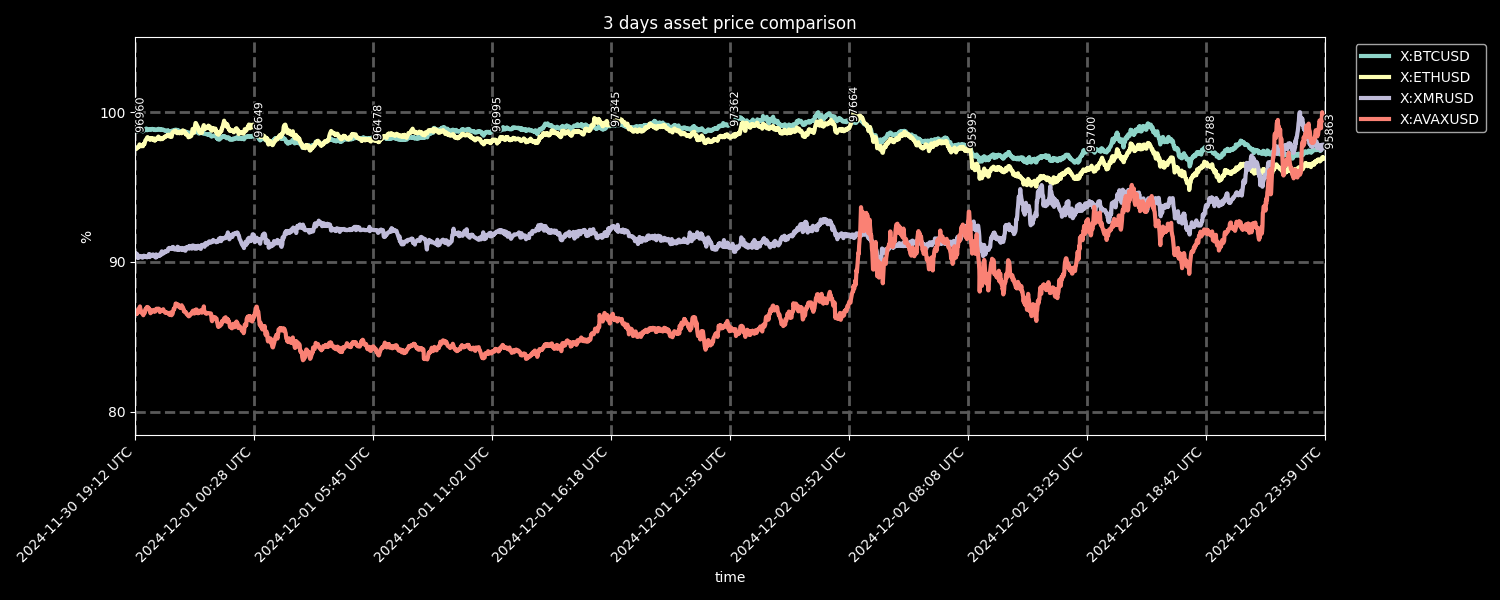 3 days asset price comparison
X:BTCUSD
X:ETHUSD
X:XMRUSD
X:AVAXUSD
100
90
80
%
96960
96649
96478
96995
97345
97362
97664
95995
95700
95788
95863
2024-11-30 19:12 UTC
2024-12-01 00:28 UTC
2024-12-01 05:45 UTC
2024-12-01 11:02 UTC
2024-12-01 16:18 UTC
2024-12-01 21:35 UTC
2024-12-02 02:52 UTC
2024-12-02 08:08 UTC
2024-12-02 13:25 UTC
2024-12-02 18:42 UTC
2024-12-02 23:59 UTC
time